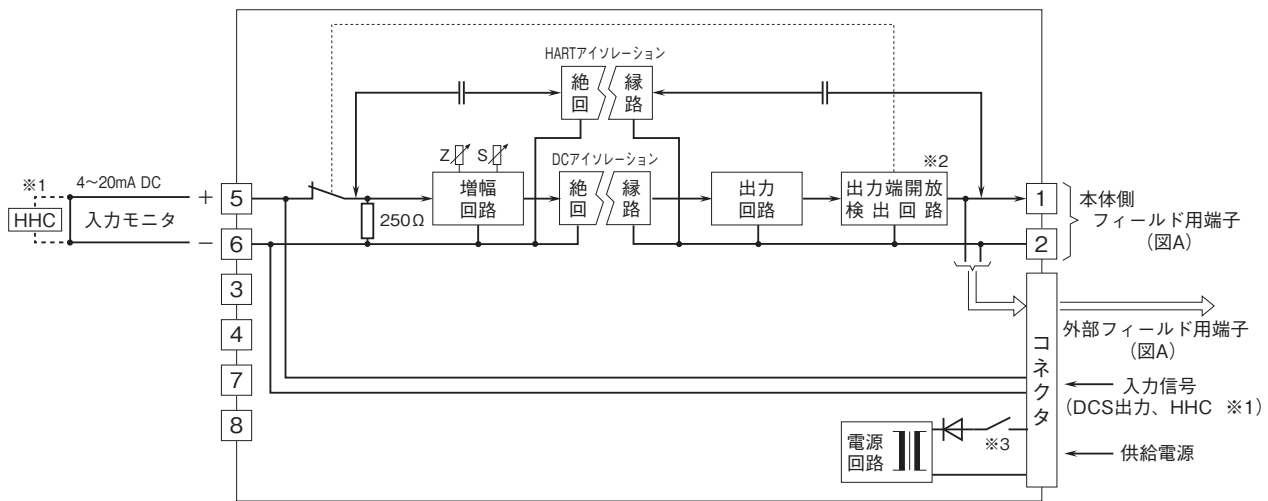 HARTアイソレーション
絶 縁
回 路
DCアイソレーション
Z S
※2
※1
4〜20mA DC
HHC
入力モニタ
+ 5
− 6
3
4
7
8
250Ω
増幅
回路
絶 縁
回 路
出力
回路
出力端開放
検出回路
1
2
本体側
フィールド用端子
(図A)
コネクタ
外部フィールド用端子
(図A)
入力信号
(DCS出力、HHC ※1)
電源
回路
※3
供給電源